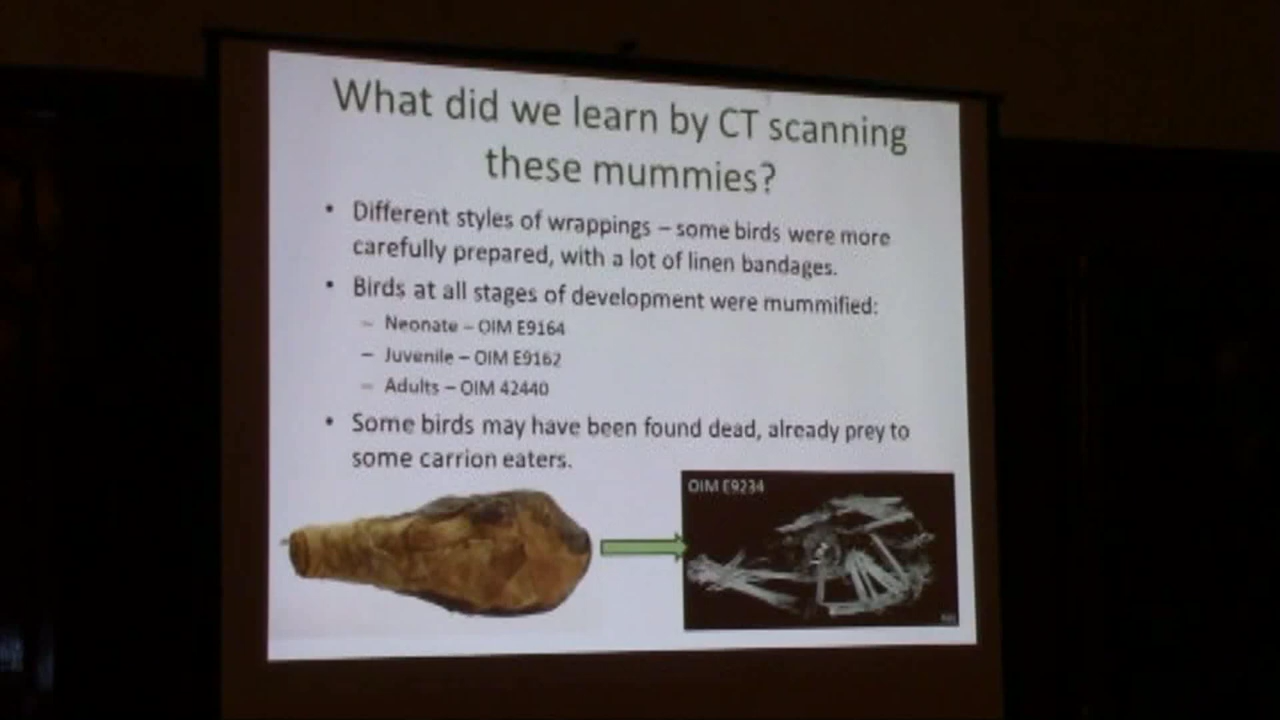 What did we learn by CT scanning
these mummies?
• Different styles of wrappings – some birds were more
carefully prepared, with a lot of linen bandages.
• Birds at all stages of development were mummified:
– Neonate – OIM E9164
– Juvenile – OIM E9162
– Adults – OIM 42440
• Some birds may have been found dead, already prey to
some carrion eaters.
OIM E9234